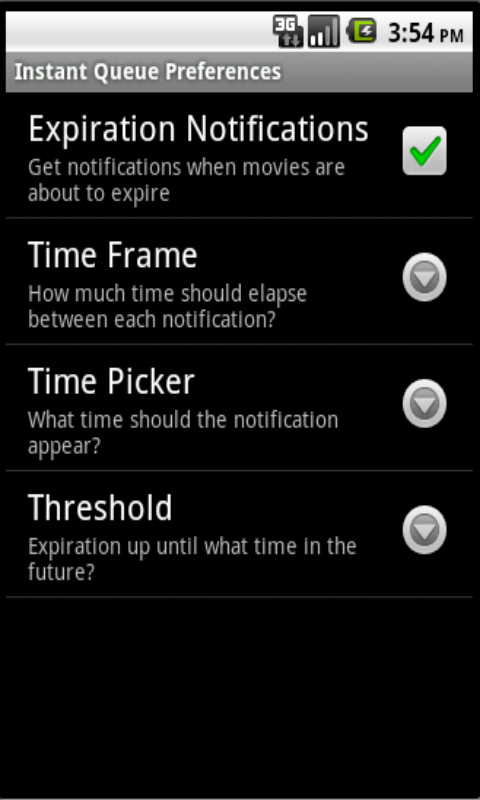 3G 3:54 PM
Instant Queue Preferences
Expiration Notifications
Get notifications when movies are
about to expire
Time Frame
How much time should elapse
between each notification?
Time Picker
What time should the notification
appear?
Threshold
Expiration up until what time in the
future?